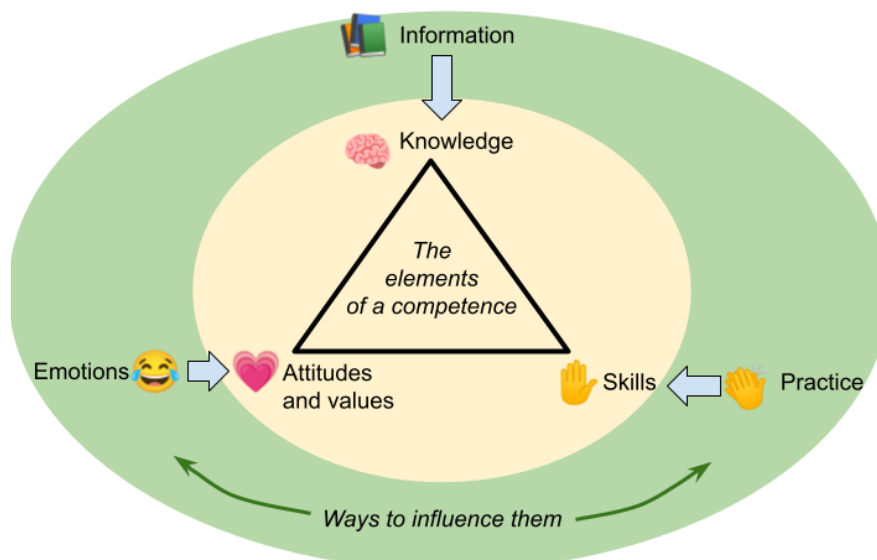 Information
Knowledge
The
elements
of a competence
Emotions
Attitudes
and values
Skills
Practice
Ways to influence them